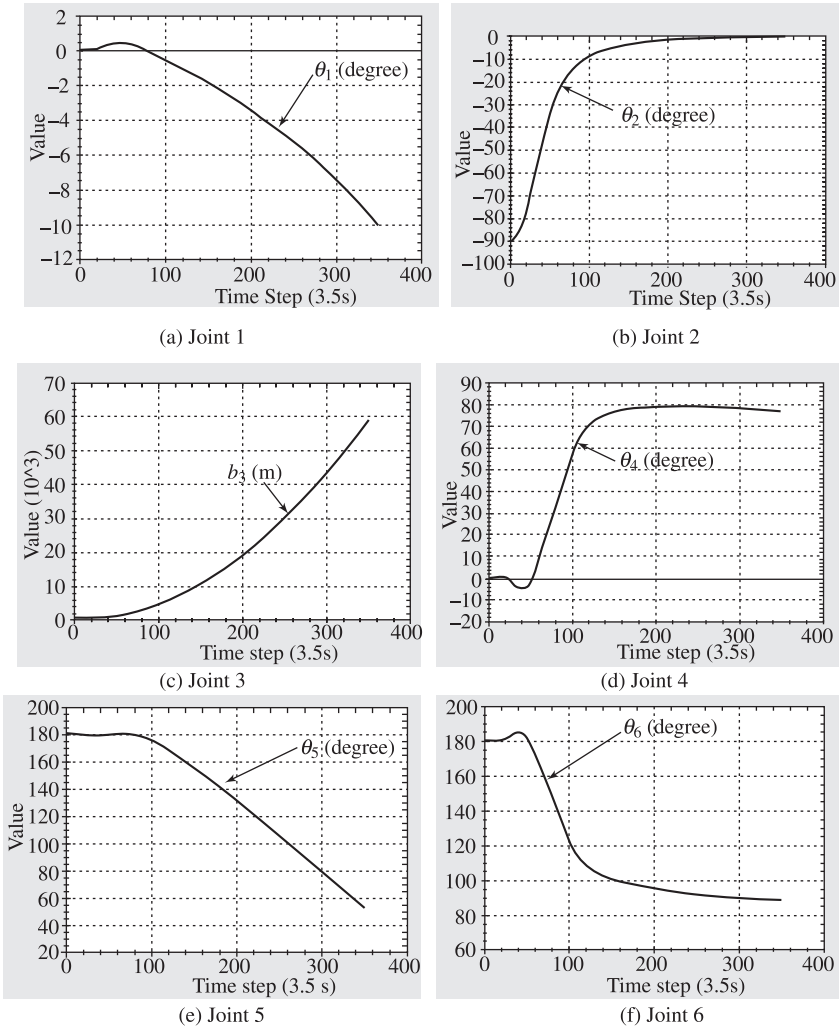 2
0
−2
−4
−6
−8
−10
−12
Value
θ1 (degree)
0 100 200 300 400
Time Step (3.5s)
(a) Joint 1
0
−10
−20
−30
−40
−50
−60
−70
−80
−90
−100
Value
θ2 (degree)
0 100 200 300 400
Time Step (3.5s)
(b) Joint 2
70
60
50
40
30
20
10
0
Value (10^3)
b3 (m)
0 100 200 300 400
Time step (3.5s)
(c) Joint 3
90
80
70
60
50
40
30
20
10
0
−10
−20
Value
θ4 (degree)
0 100 200 300 400
Time step (3.5s)
(d) Joint 4
200
180
160
140
120
100
80
60
40
20
Value
θ5 (degree)
0 100 200 300 400
Time step (3.5 s)
(e) Joint 5
200
180
160
140
120
100
80
60
θ6 (degree)
0 100 200 300 400
Time step (3.5s)
(f) Joint 6